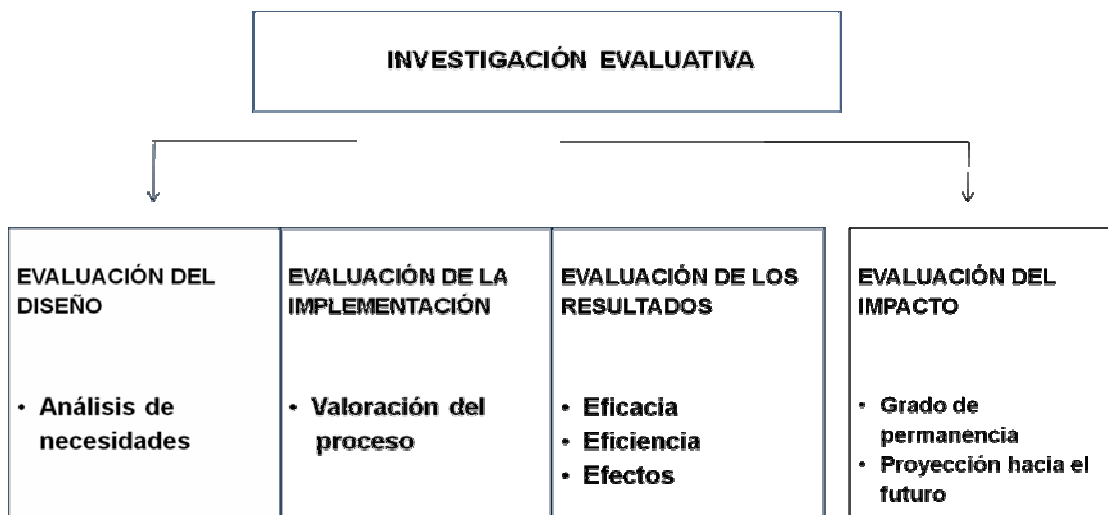 INVESTIGACIÓN EVALUATIVA
EVALUACIÓN DEL
DISEÑO
• Análisis de
necesidades
EVALUACIÓN DE LA
IMPLEMENTACIÓN
• Valoración del
proceso
EVALUACIÓN DE LOS
RESULTADOS
• Eficacia
• Eficiencia
• Efectos
EVALUACIÓN DEL
IMPACTO
• Grado de
permanencia
• Proyección hacia el
futuro